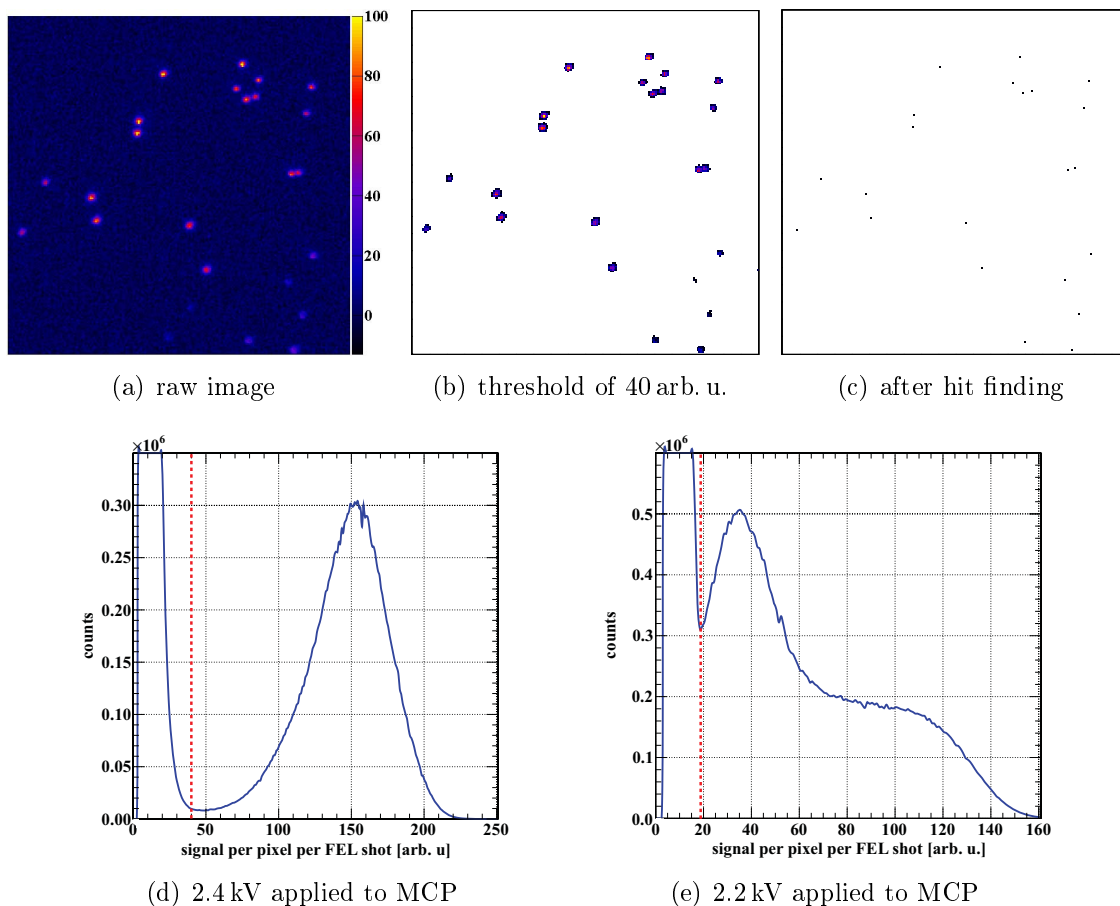 100
80
60
40
20
0
(a) raw image
(b) threshold of 40 arb. u.
(c) after hit finding
×10⁶
0.30
0.25
0.20
0.15
0.10
0.05
0.00
counts
0 50 100 150 200 250
signal per pixel per FEL shot [arb. u]
(d) 2.4 kV applied to MCP
×10⁶
0.5
0.4
0.3
0.2
0.1
0.0
counts
0 20 40 60 80 100 120 140 160
signal per pixel per FEL shot [arb. u.]
(e) 2.2 kV applied to MCP